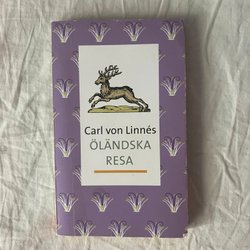 Carl von Linnés
ÖLÄNDSKA
RESA